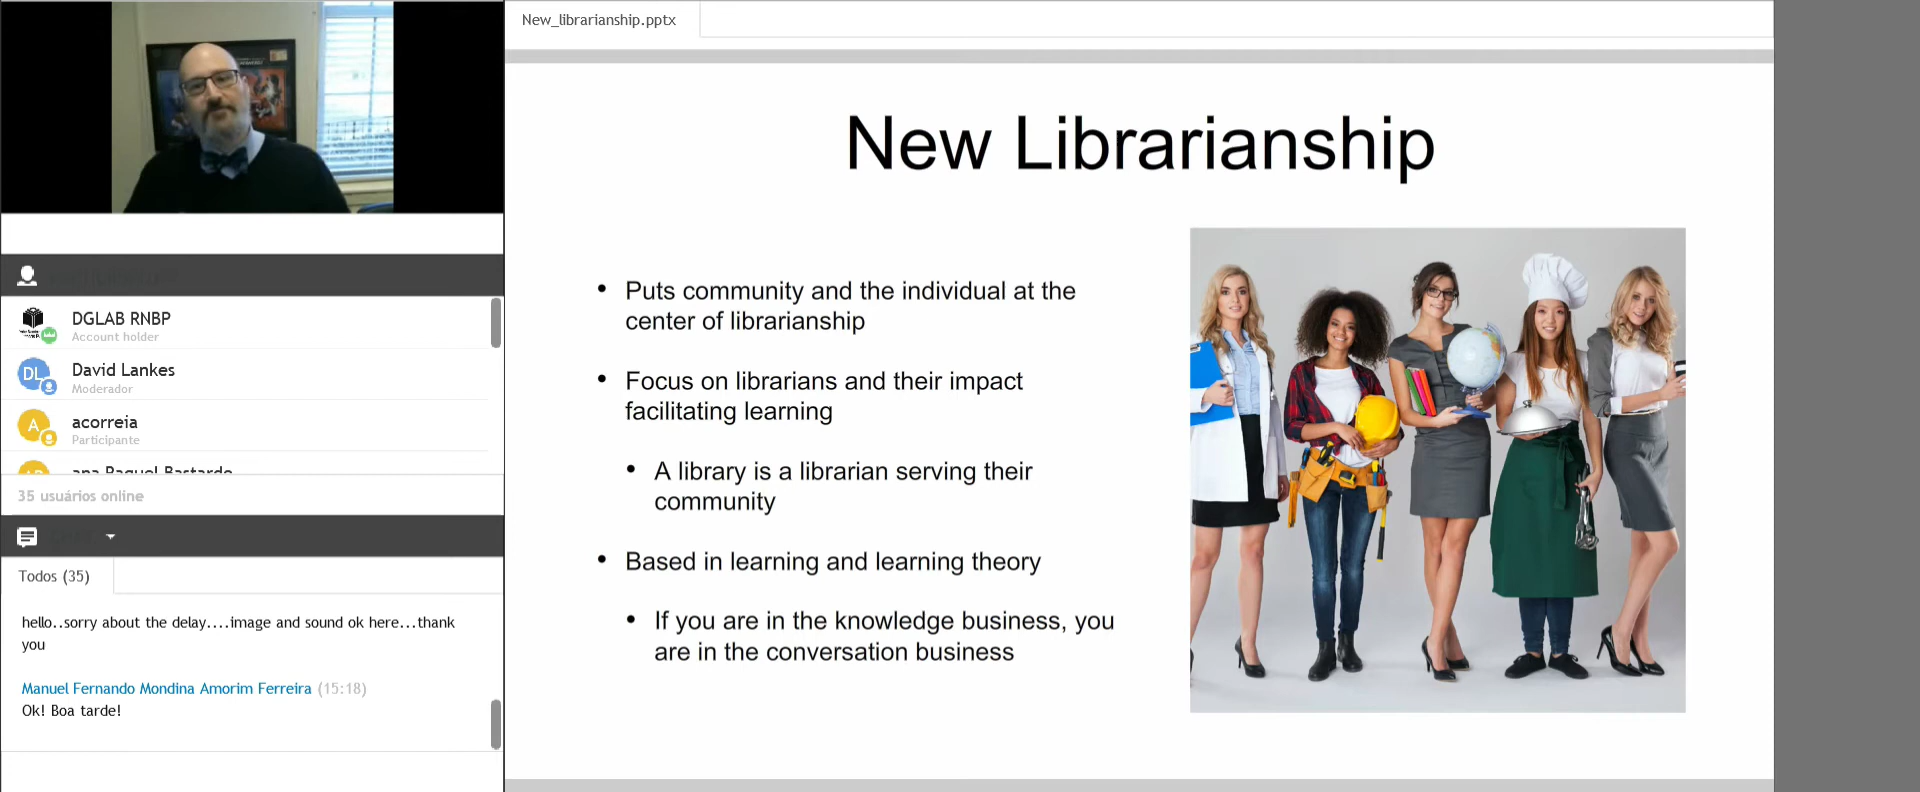 New_librarianship.pptx
New Librarianship
• Puts community and the individual at the
center of librarianship
• Focus on librarians and their impact
facilitating learning
• A library is a librarian serving their
community
• Based in learning and learning theory
• If you are in the knowledge business, you
are in the conversation business
DGLAB RNBP
Account holder
DL
David Lankes
Moderador
A
acorreia
Participante
ana Raquel Bastardo
35 usuários online
Todos (35)
hello..sorry about the delay....image and sound ok here...thank
you
Manuel Fernando Mondina Amorim Ferreira (15:18)
Ok! Boa tarde!